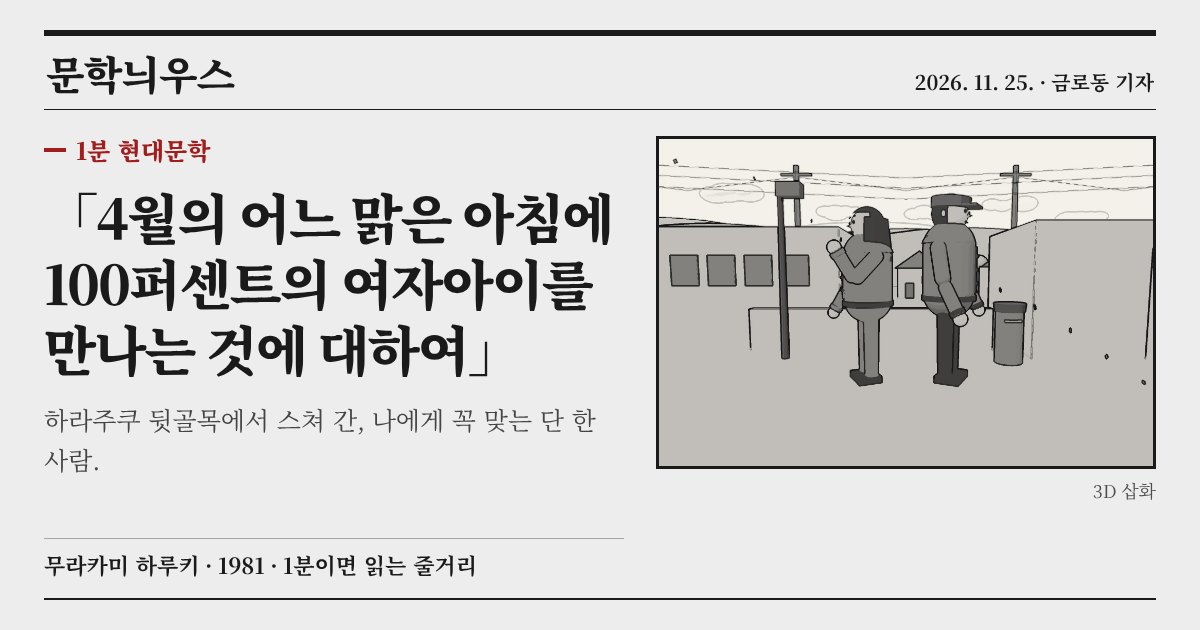 문학늬우스
2026. 11. 25. · 금로동 기자
1분 현대문학
「4월의 어느 맑은 아침에
100퍼센트의 여자아이를
만나는 것에 대하여」
하라주쿠 뒷골목에서 스쳐 간, 나에게 꼭 맞는 단 한
사람.
3D 삽화
무라카미 하루키 · 1981 · 1분이면 읽는 줄거리